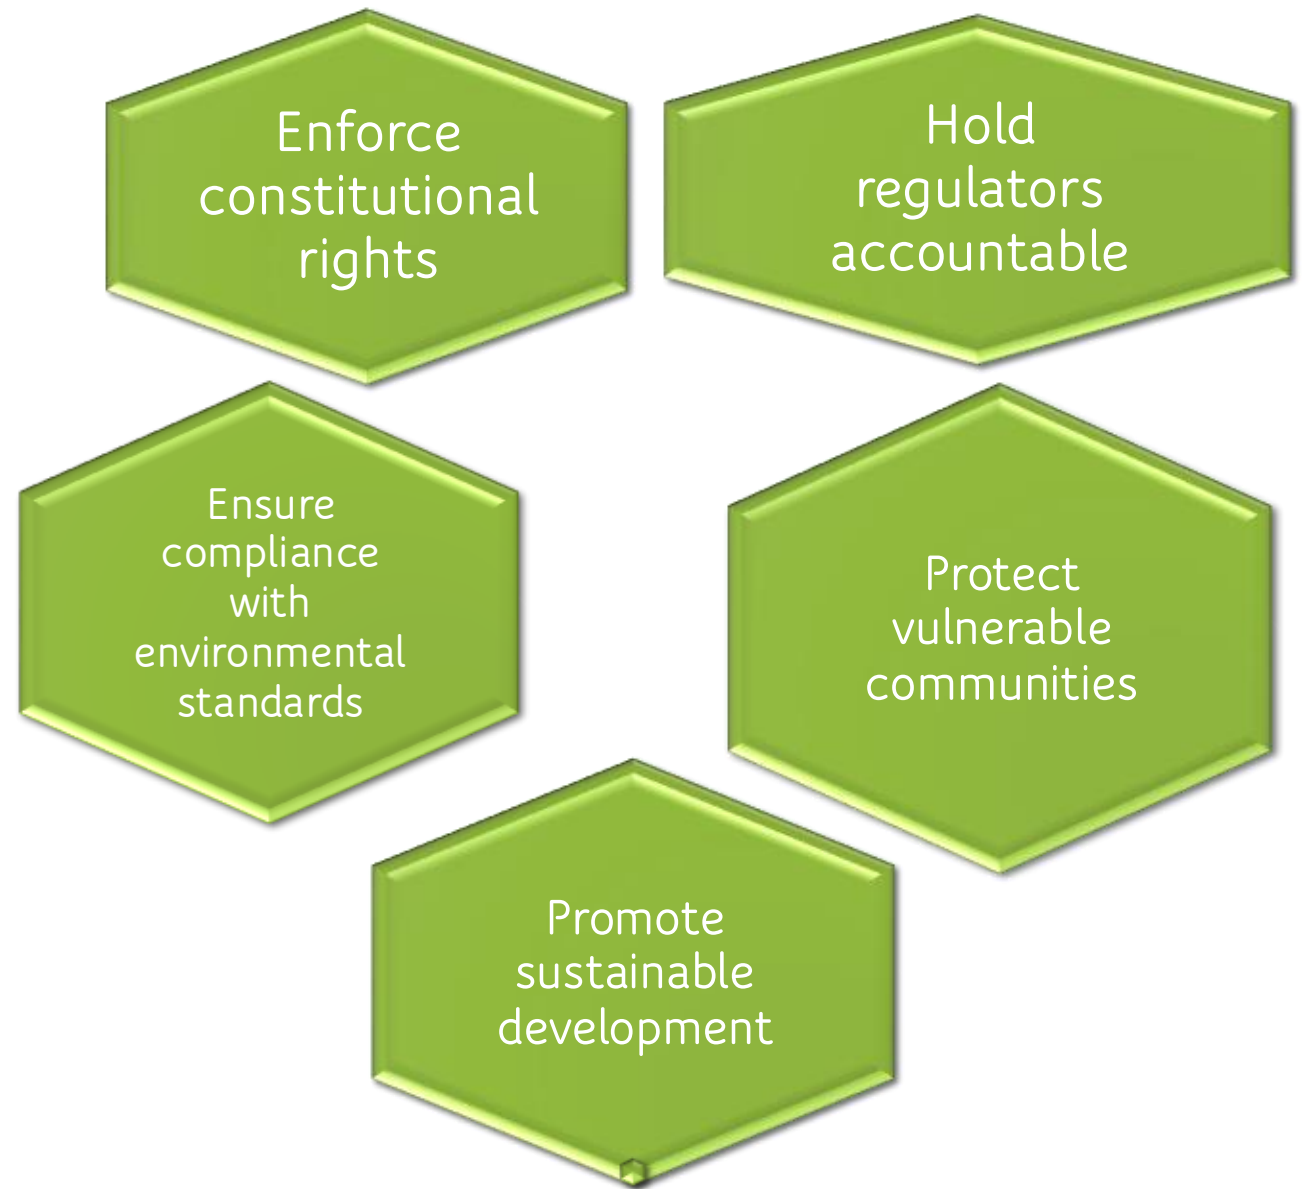 Enforce
constitutional
rights
Hold
regulators
accountable
Ensure
compliance
with
environmental
standards
Protect
vulnerable
communities
Promote
sustainable
development